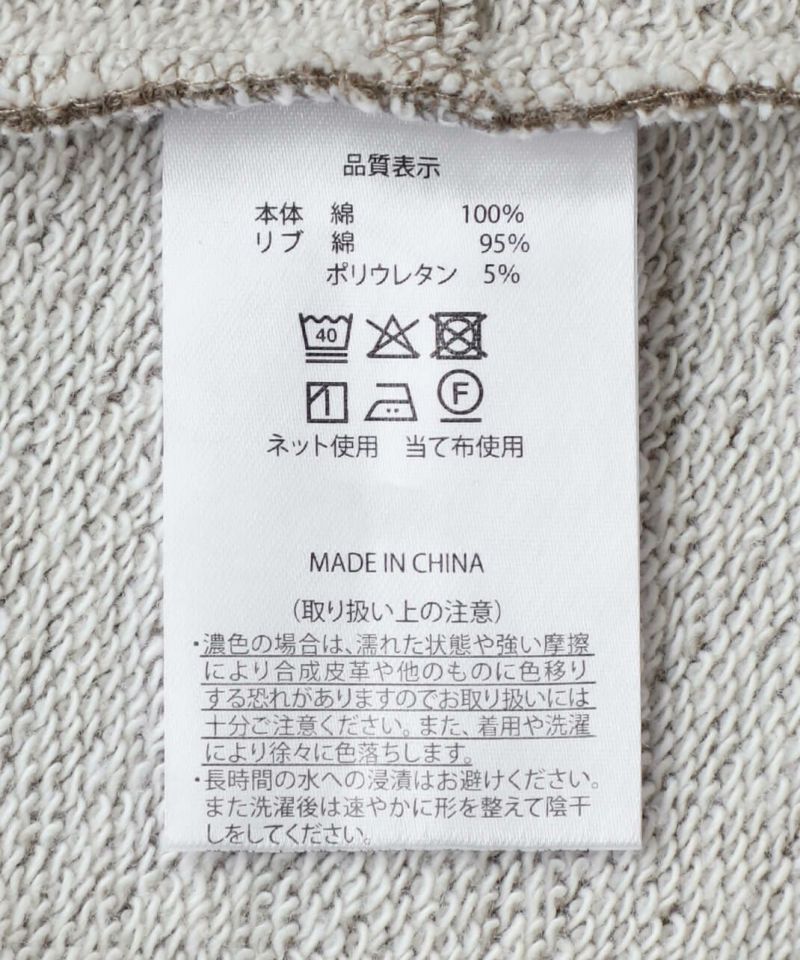 品質表示
本体 綿 100%
リブ 綿 95%
ポリウレタン 5%
40
F
ネット使用 当て布使用
MADE IN CHINA
(取り扱い上の注意)
・濃色の場合は、濡れた状態や強い摩擦
により合成皮革や他のものに色移り
する恐れがありますのでお取り扱いには
十分ご注意ください。また、着用や洗濯
により徐々に色落ちします。
・長時間の水への浸漬はお避けください。
また洗濯後は速やかに形を整えて陰干
しをしてください。